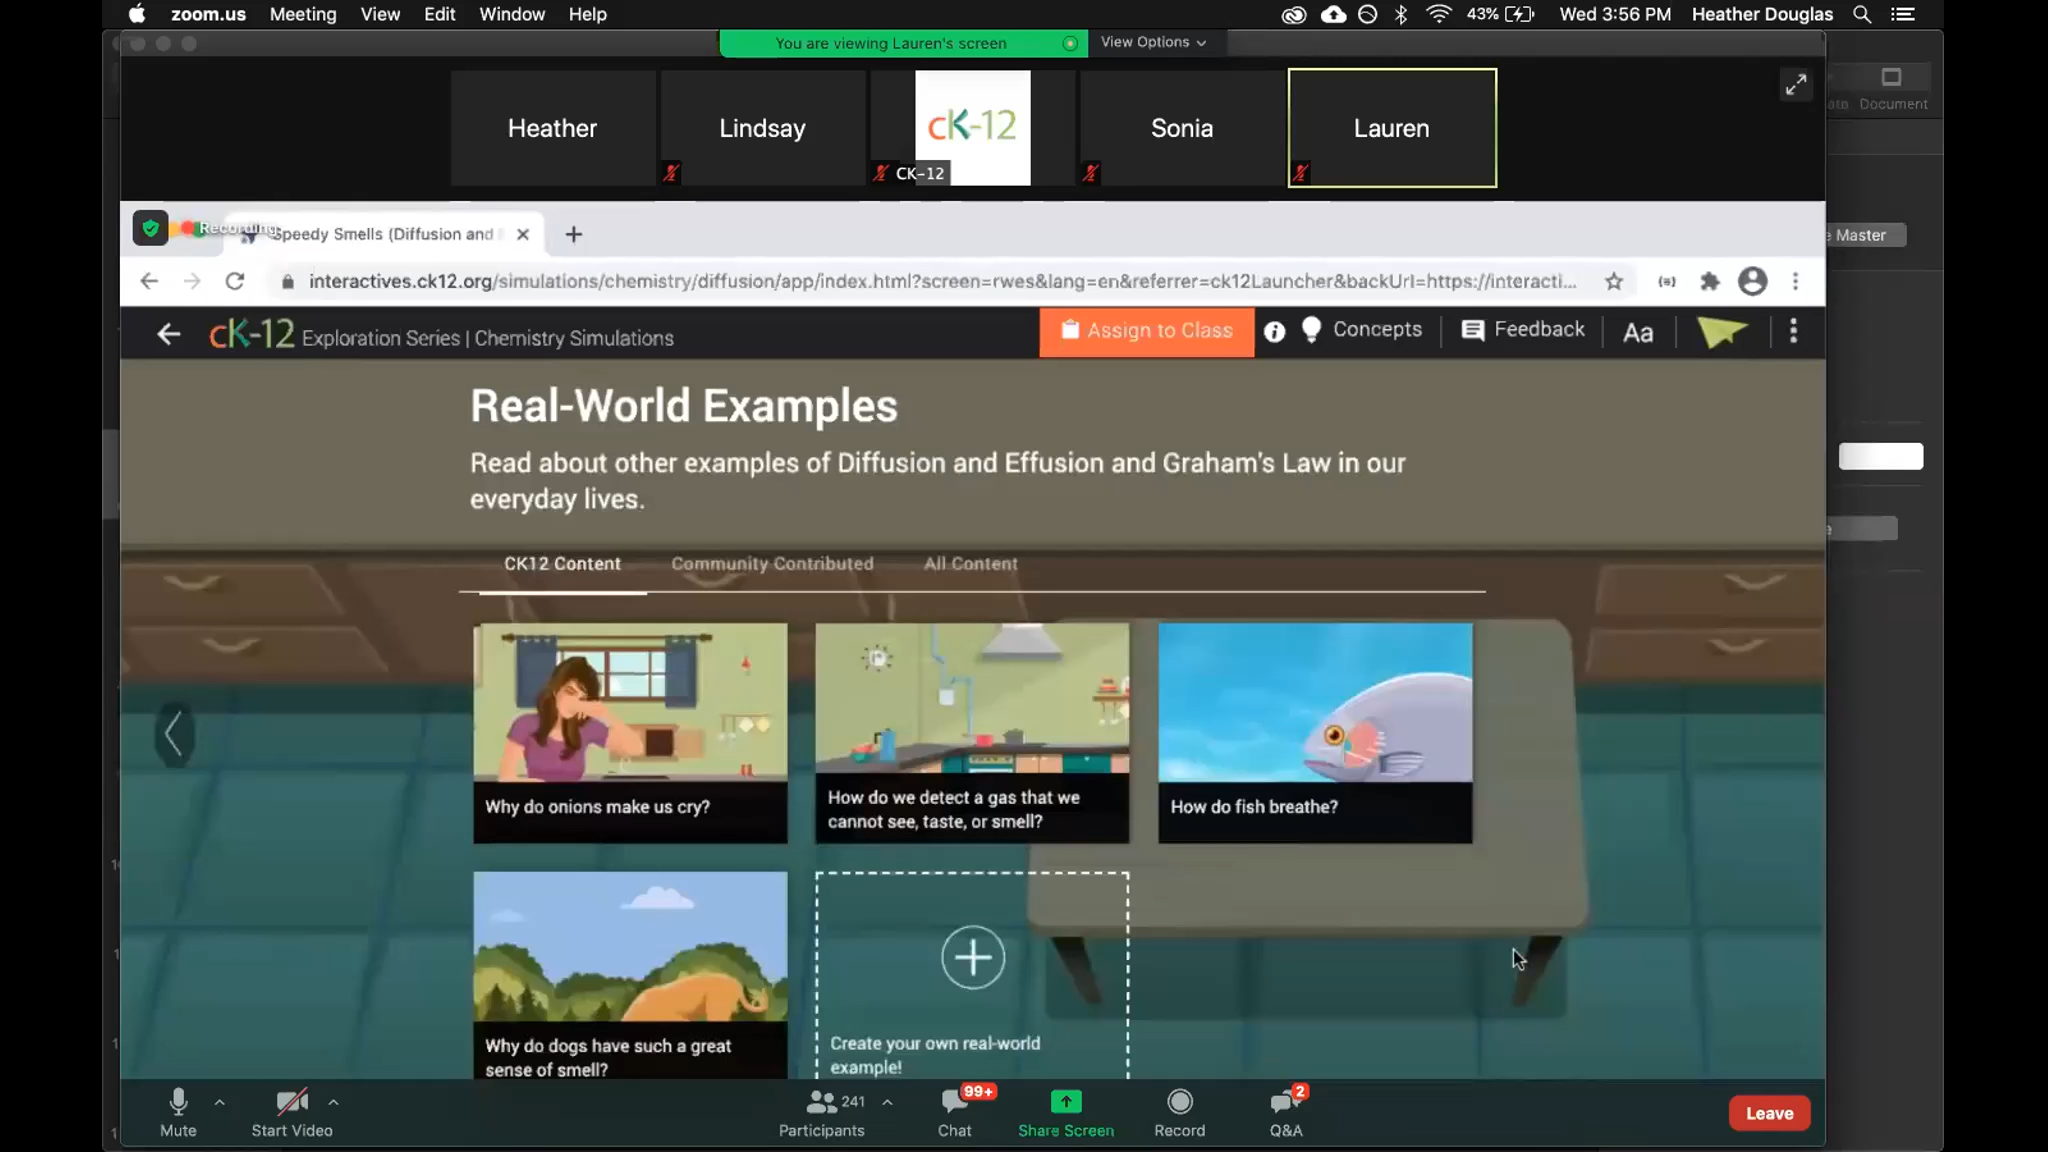 zoom.us Meeting View Edit Window Help
43% Wed 3:56 PM Heather Douglas
You are viewing Lauren's screen
View Options
Document
Heather
Lindsay
CK-12
CK-12
Sonia
Lauren
Master
Recording
Speedy Smells (Diffusion and
interactives.ck12.org/simulations/chemistry/diffusion/app/index.html?screen=rwes&lang=en&referrer=ck12Launcher&backUrl=https://interacti...
cK-12 Exploration Series | Chemistry Simulations
Assign to Class
Concepts
Feedback
Aa
Real-World Examples
Read about other examples of Diffusion and Effusion and Graham's Law in our
everyday lives.
CK12 Content
Community Contributed
All Content
Why do onions make us cry?
How do we detect a gas that we
cannot see, taste, or smell?
How do fish breathe?
Why do dogs have such a great
sense of smell?
Create your own real-world
example!
Mute
Start Video
241
Participants
99+
Chat
Share Screen
Record
2
Q&A
Leave